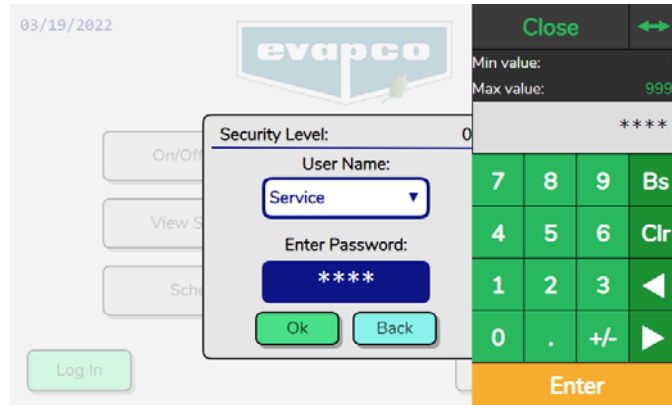 03/19/2022
evapco
Close
Min value:
Max value: 999
****
Security Level: 0
User Name:
Service
Enter Password:
****
Ok Back
On/Off
View S
Sche
Log In
7 8 9 Bs
4 5 6 Clr
1 2 3
0 . +/-
Enter